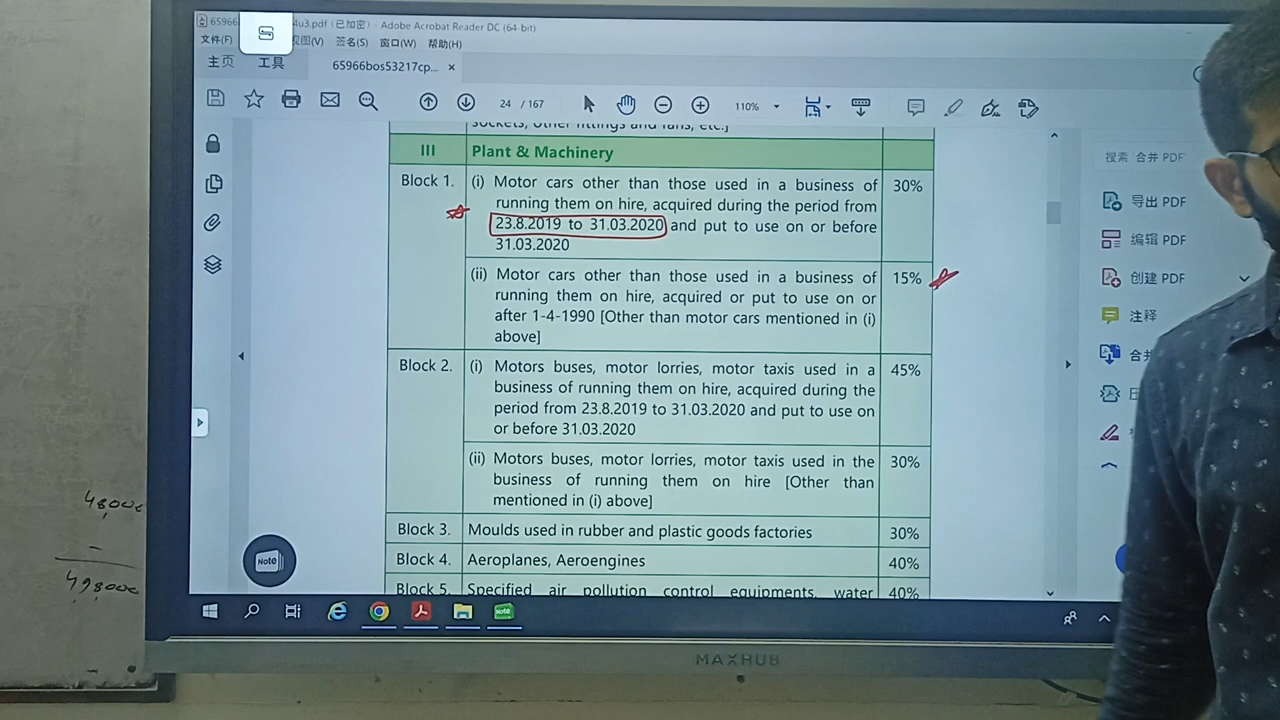 65966
4u3.pdf (已加密) - Adobe Acrobat Reader DC (64-bit)
文件(F) 视图(V) 签名(S) 窗口(W) 帮助(H)
主页 工具 65966bos53217cp... ×
24 / 167 110%
sockets, other fittings and fans, etc.]
III Plant & Machinery
Block 1. (i) Motor cars other than those used in a business of 30%
running them on hire, acquired during the period from
23.8.2019 to 31.03.2020 and put to use on or before
31.03.2020
(ii) Motor cars other than those used in a business of 15%
running them on hire, acquired or put to use on or
after 1-4-1990 [Other than motor cars mentioned in (i)
above]
Block 2. (i) Motors buses, motor lorries, motor taxis used in a 45%
business of running them on hire, acquired during the
period from 23.8.2019 to 31.03.2020 and put to use on
or before 31.03.2020
(ii) Motors buses, motor lorries, motor taxis used in the 30%
business of running them on hire [Other than
mentioned in (i) above]
Block 3. Moulds used in rubber and plastic goods factories 30%
Block 4. Aeroplanes, Aeroengines 40%
Block 5. Specified air pollution control equipments, water 40%
搜索 '合并 PDF'
导出 PDF
编辑 PDF
创建 PDF
注释
合并
Note
Note
MAXHUB